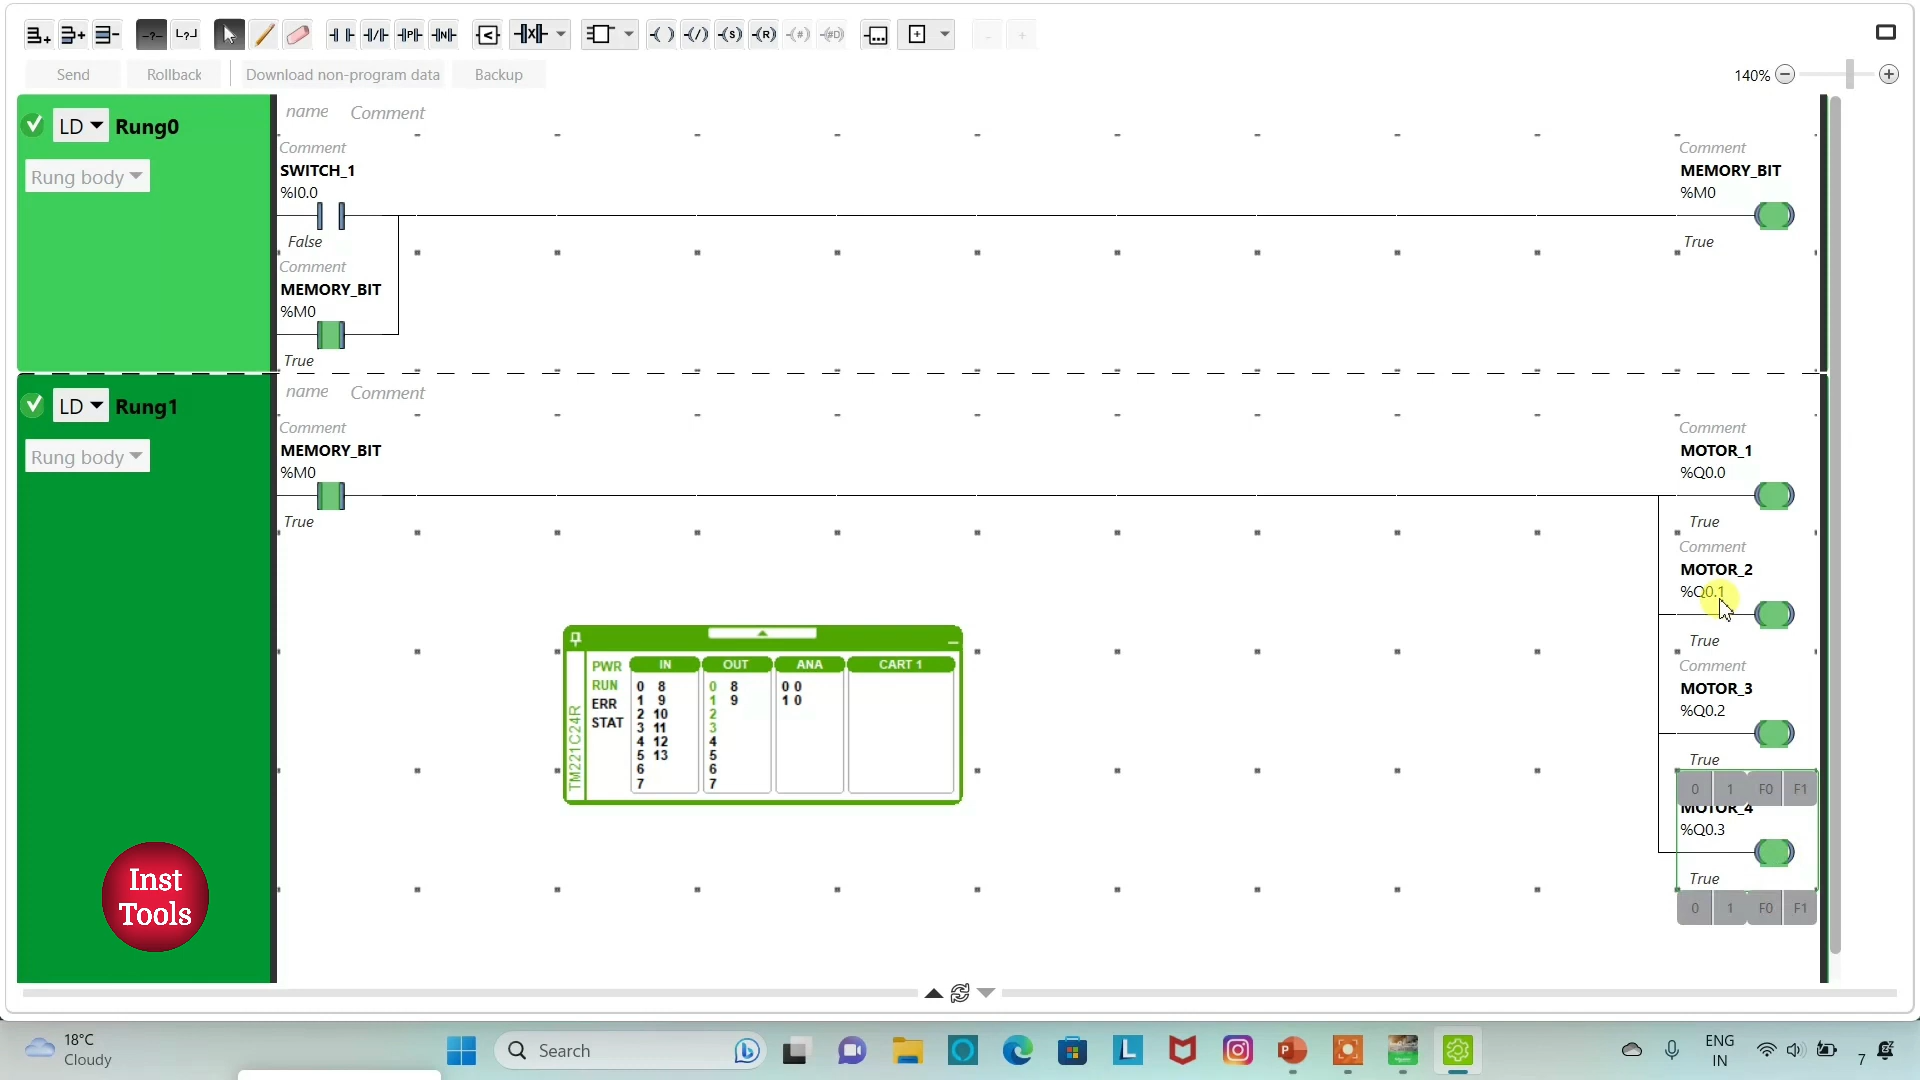 -?-
L?┘
P
N
<
X
S
R
#
#D
Send
Rollback
Download non-program data
Backup
140%
LD
Rung0
Rung body
name
Comment
Comment
SWITCH_1
%I0.0
False
Comment
MEMORY_BIT
%M0
True
Comment
MEMORY_BIT
%M0
True
LD
Rung1
Rung body
name
Comment
Comment
MEMORY_BIT
%M0
True
Comment
MOTOR_1
%Q0.0
True
Comment
MOTOR_2
%Q0.1
True
Comment
MOTOR_3
%Q0.2
True
0 1 F0 F1
MOTOR_4
%Q0.3
True
0 1 F0 F1
TM221C24R
PWR
RUN
ERR
STAT
IN
0 8
1 9
2 10
3 11
4 12
5 13
6
7
OUT
0 8
1 9
2
3
4
5
6
7
ANA
0 0
1 0
CART 1
Inst
Tools
18°C
Cloudy
Search
L
P
ENG
IN
7